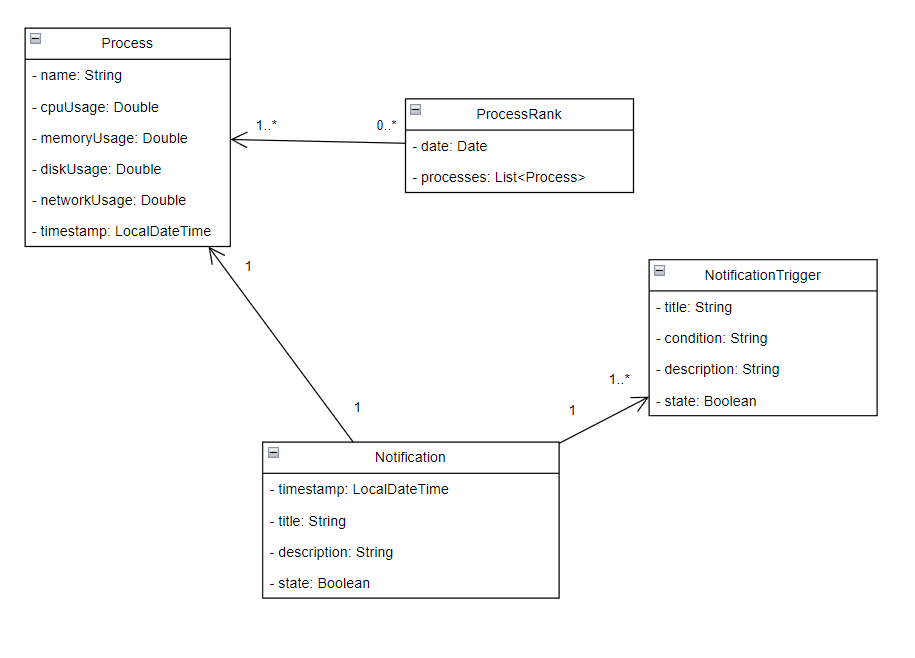 Process
- name: String
- cpuUsage: Double
- memoryUsage: Double
- diskUsage: Double
- networkUsage: Double
- timestamp: LocalDateTime
1..*
0..*
ProcessRank
- date: Date
- processes: List<Process>
1
1
NotificationTrigger
- title: String
- condition: String
- description: String
- state: Boolean
1..*
1
Notification
- timestamp: LocalDateTime
- title: String
- description: String
- state: Boolean